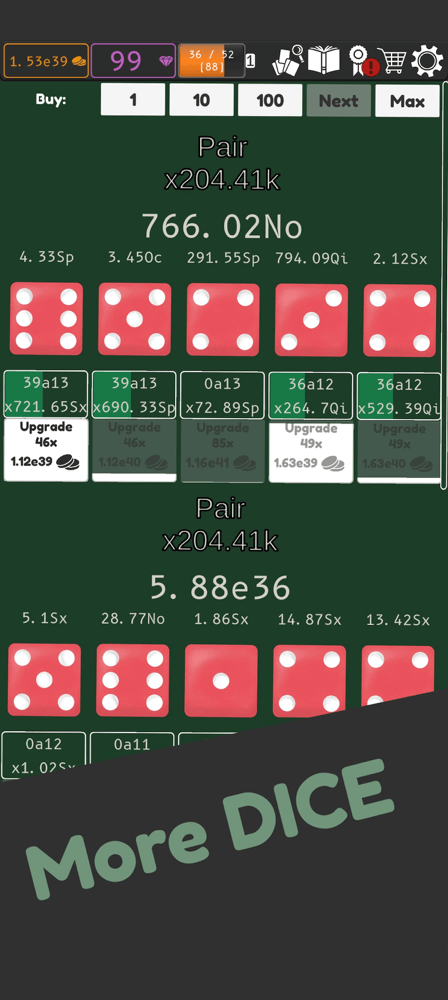 1.53e39 99 36 / 52 [88] 1
Buy: 1 10 100 Next Max
Pair
x204.41k
766.02No
4.33Sp 3.45Oc 291.55Sp 794.09Qi 2.12Sx
39a13 39a13 0a13 36a12 36a12
x721.65Sx x690.33Sp x72.89Sp x264.7Qi x529.39Qi
Upgrade Upgrade Upgrade Upgrade Upgrade
46x 46x 85x 49x 49x
1.12e39 1.12e40 1.16e41 1.63e39 1.63e40
Pair
x204.41k
5.88e36
5.1Sx 28.77No 1.86Sx 14.87Sx 13.42Sx
0a12 0a11
x1.02Sx
More DICE